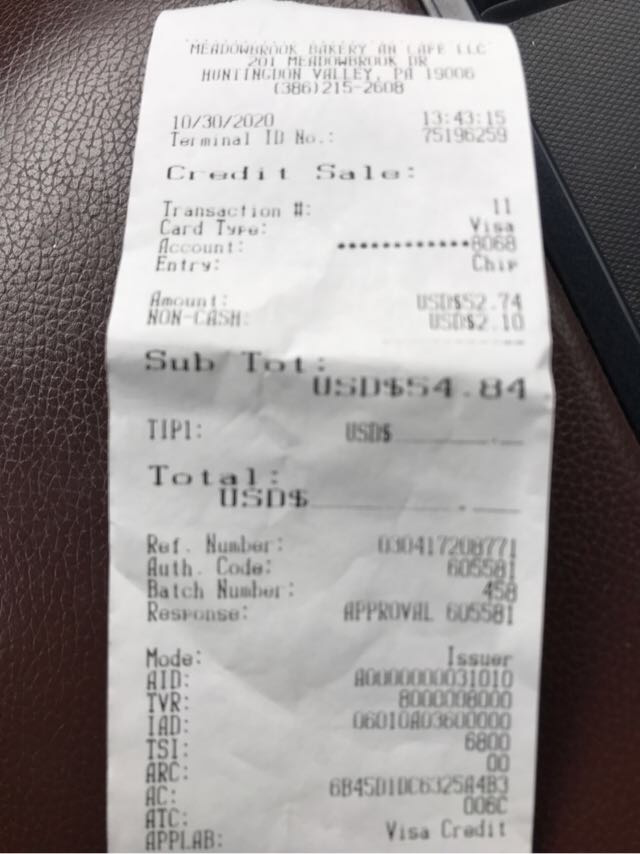 MEADOWBROOK BAKERY AN CAFE LLC
201 MEADOWBROOK DR
HUNTINGDON VALLEY, PA 19006
(386)215-2608
10/30/2020 13:43:15
Terminal ID No.: 75196259
Credit Sale:
Transaction #: 11
Card Type: Visa
Account: ************8068
Entry: Chip
Amount: USD$52.74
NON-CASH: USD$2.10
Sub Tot:
USD$54.84
TIP1: USD$ ________.___
Total:
USD$ ________.___
Ref. Number: 030417208771
Auth. Code: 605581
Batch Number: 458
Response: APPROVAL 605581
Mode: Issuer
AID: A0000000031010
TVR: 8000008000
IAD: 06010A03600000
TSI: 6800
ARC: 00
AC: 6B45D1DC6325A4B3
ATC: 006C
APPLAB: Visa Credit